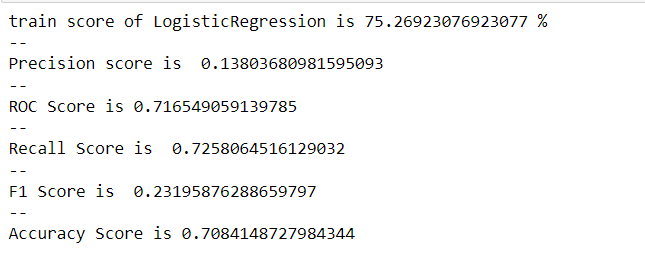 train score of LogisticRegression is 75.26923076923077 %
--
Precision score is  0.13803680981595093
--
ROC Score is 0.716549059139785
--
Recall Score is  0.7258064516129032
--
F1 Score is  0.23195876288659797
--
Accuracy Score is 0.7084148727984344